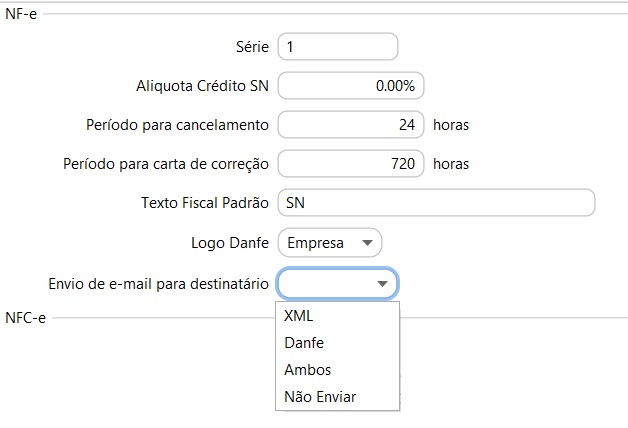 NF-e
Série 1
Aliquota Crédito SN 0.00%
Período para cancelamento 24 horas
Período para carta de correção 720 horas
Texto Fiscal Padrão SN
Logo Danfe Empresa
Envio de e-mail para destinatário
NFC-e
XML
Danfe
Ambos
Não Enviar